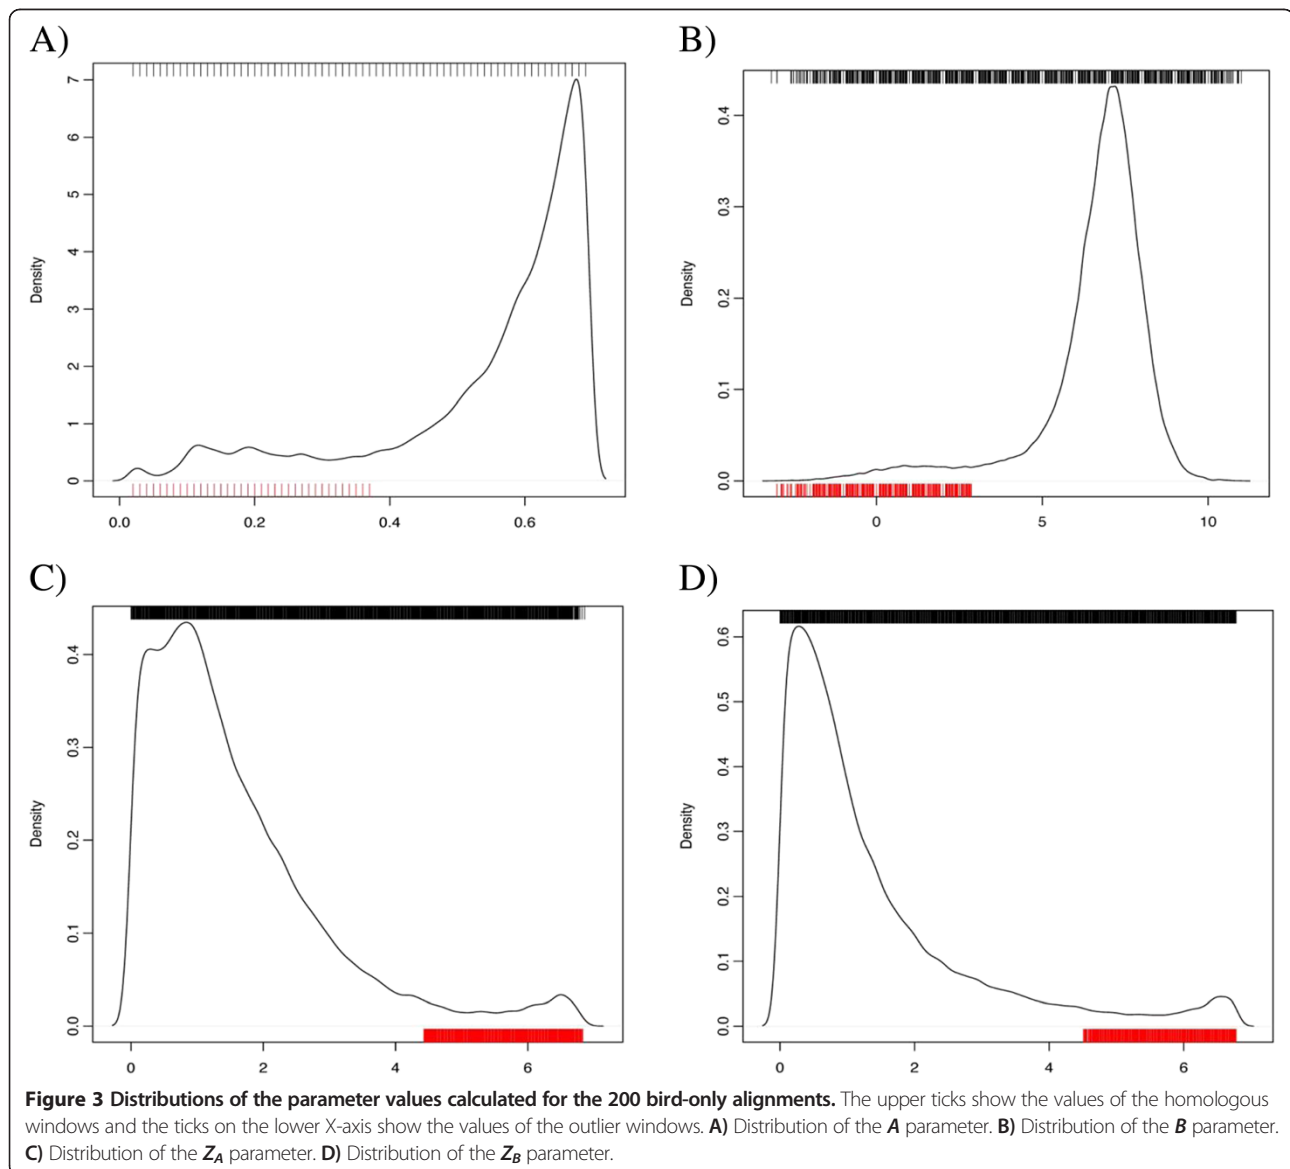 A)
7
6
5
4
3
2
1
0
Density
0.0 0.2 0.4 0.6
B)
0.4
0.3
0.2
0.1
0.0
Density
0 5 10
C)
0.4
0.3
0.2
0.1
0.0
Density
0 2 4 6
D)
0.6
0.5
0.4
0.3
0.2
0.1
0.0
Density
0 2 4 6
Figure 3 Distributions of the parameter values calculated for the 200 bird-only alignments. The upper ticks show the values of the homologous
windows and the ticks on the lower X-axis show the values of the outlier windows. A) Distribution of the A parameter. B) Distribution of the B parameter.
C) Distribution of the Z_A parameter. D) Distribution of the Z_B parameter.